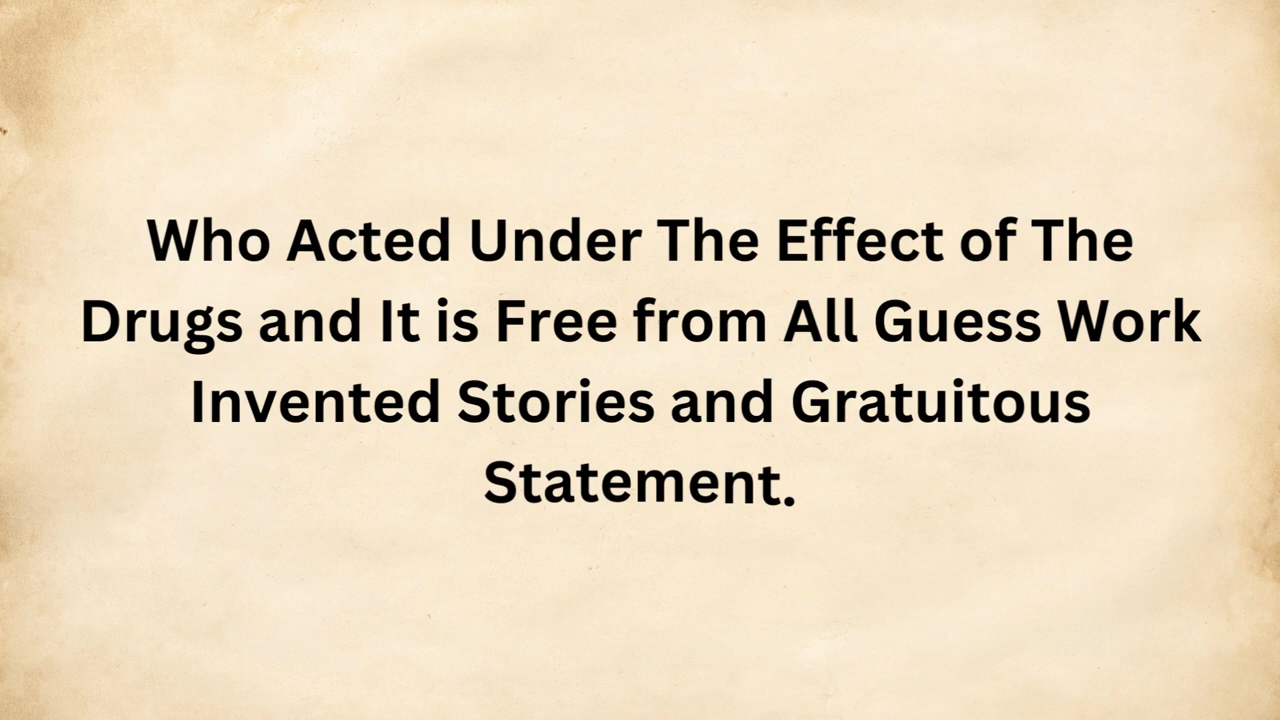 Who Acted Under The Effect of The
Drugs and It is Free from All Guess Work
Invented Stories and Gratuitous
Statement.